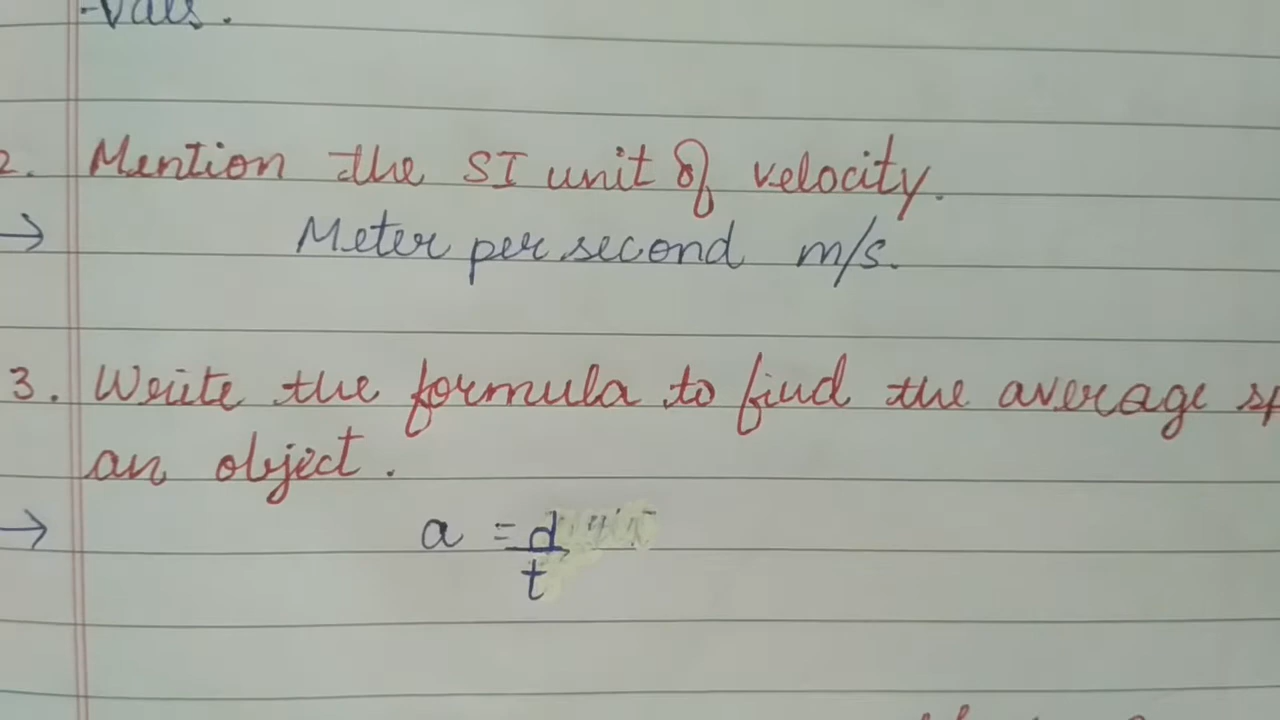 2. Mention the SI unit of velocity.
→ Meter per second m/s.
3. Write the formula to find the average
an object.
→ a = d
t